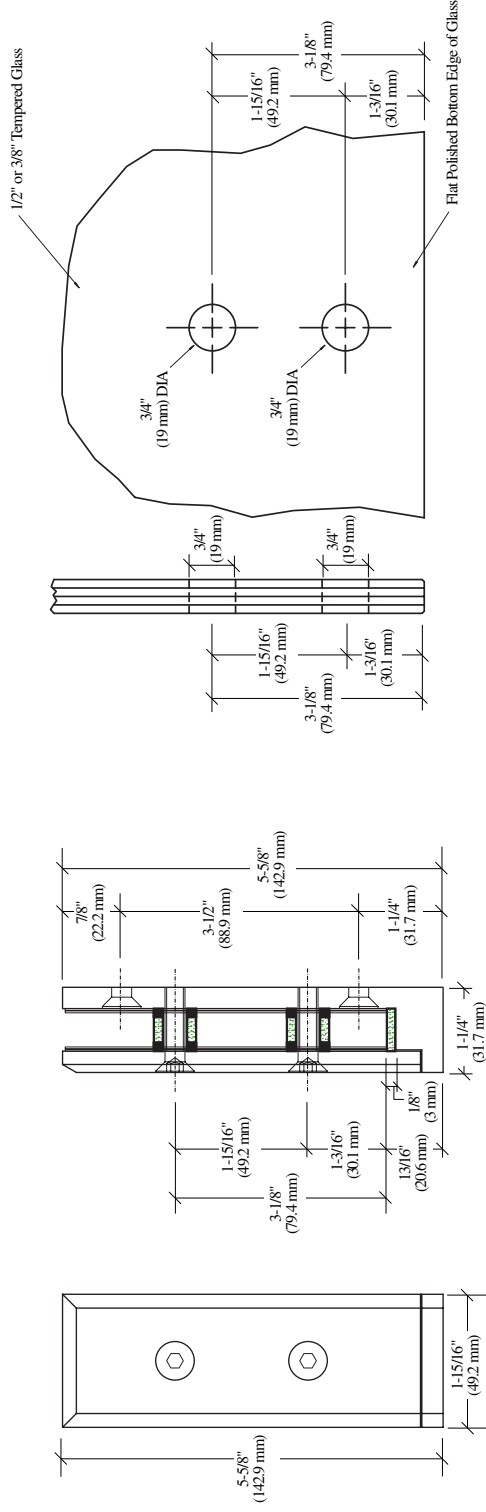 5-5/8"
(142.9 mm)
1-15/16"
(49.2 mm)
1-15/16"
(49.2 mm)
3-1/8"
(79.4 mm)
1-3/16"
(30.1 mm)
13/16"
(20.6 mm)
1/8"
(3 mm)
1-1/4"
(31.7 mm)
7/8"
(22.2 mm)
3-1/2"
(88.9 mm)
1-1/4"
(31.7 mm)
5-5/8"
(142.9 mm)
1-15/16"
(49.2 mm)
3-1/8"
(79.4 mm)
1-3/16"
(30.1 mm)
3/4"
(19 mm)
3/4"
(19 mm)
3/4"
(19 mm) DIA
3/4"
(19 mm) DIA
1/2" or 3/8" Tempered Glass
1-15/16"
(49.2 mm)
3-1/8"
(79.4 mm)
1-3/16"
(30.1 mm)
Flat Polished Bottom Edge of Glass